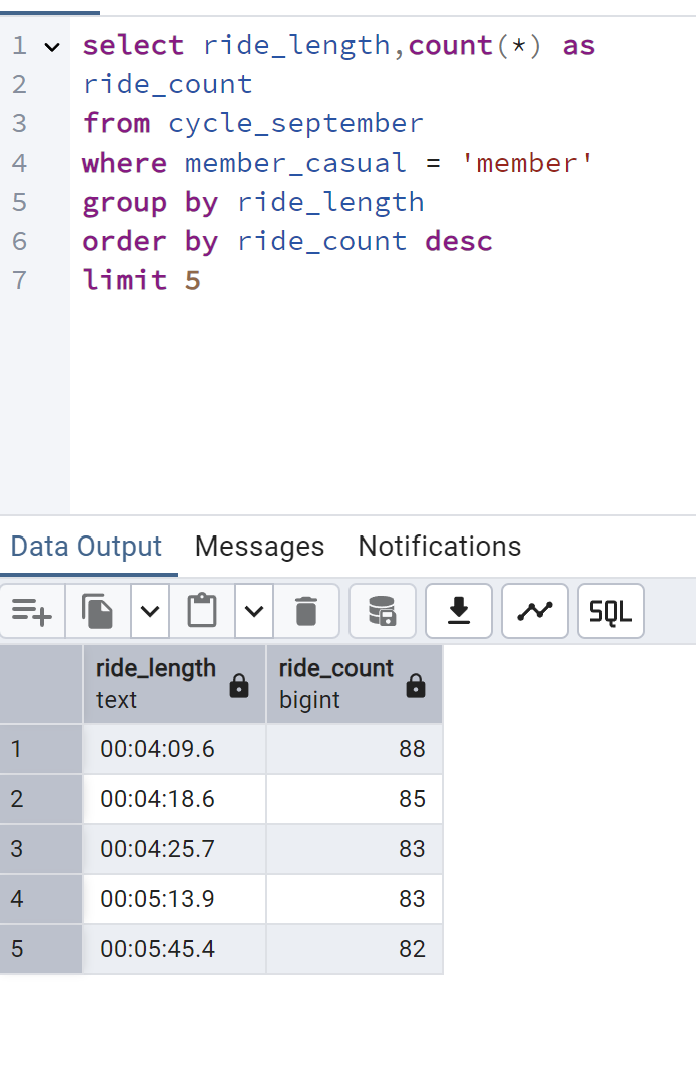 1 select ride_length,count(*) as
2 ride_count
3 from cycle_september
4 where member_casual = 'member'
5 group by ride_length
6 order by ride_count desc
7 limit 5
Data Output Messages Notifications
SQL
ride_length ride_count
text bigint
1 00:04:09.6 88
2 00:04:18.6 85
3 00:04:25.7 83
4 00:05:13.9 83
5 00:05:45.4 82